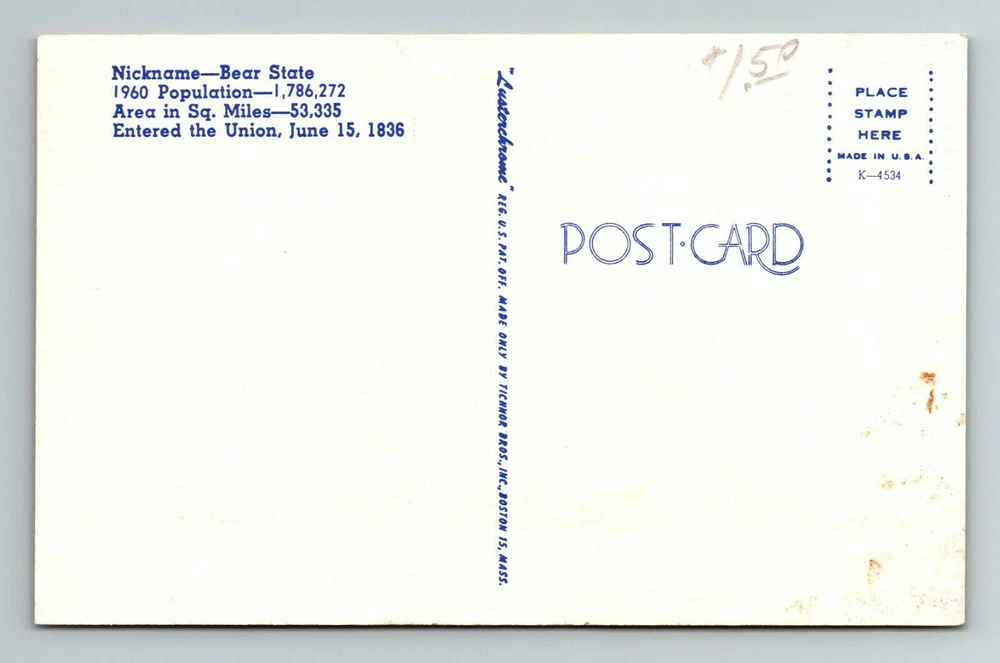 Nickname—Bear State
1960 Population—1,786,272
Area in Sq. Miles—53,335
Entered the Union, June 15, 1836
"Lusterchrome" REG. U.S. PAT. OFF. MADE ONLY BY TICHNOR BROS., INC., BOSTON 15, MASS.
$1.50
PLACE
STAMP
HERE
MADE IN U.S.A.
K—4534
POST·CARD